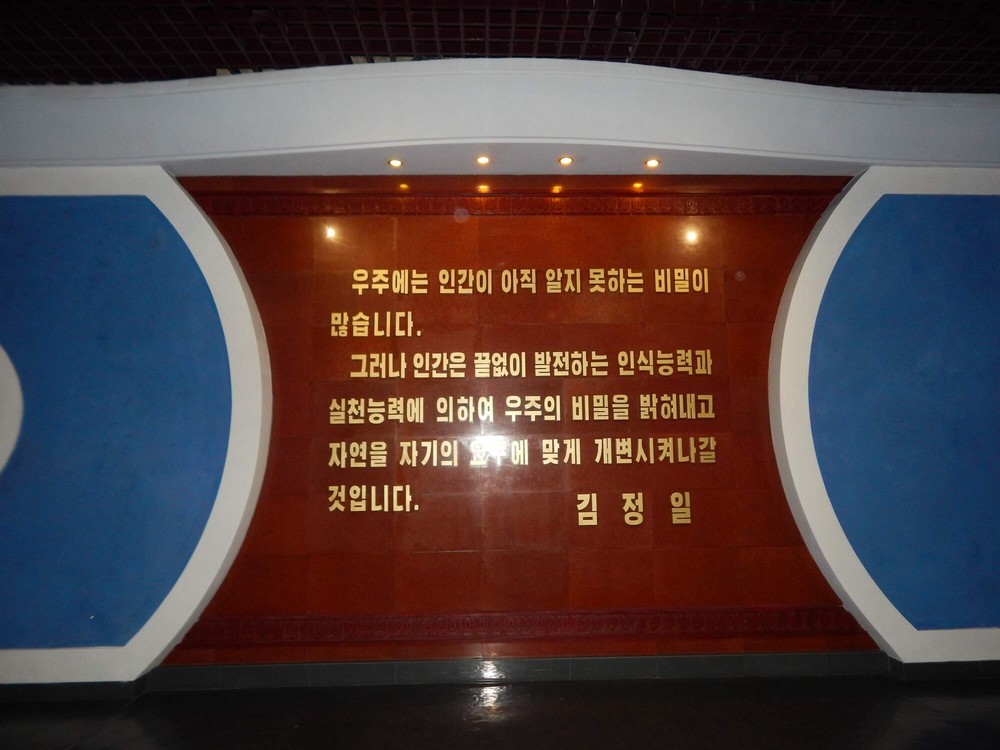 우주에는 인간이 아직 알지 못하는 비밀이
많습니다.
그러나 인간은 끝없이 발전하는 인식능력과
실천능력에 의하여 우주의 비밀을 밝혀내고
자연을 자기의 요구에 맞게 개변시켜나갈
것입니다.
김 정 일